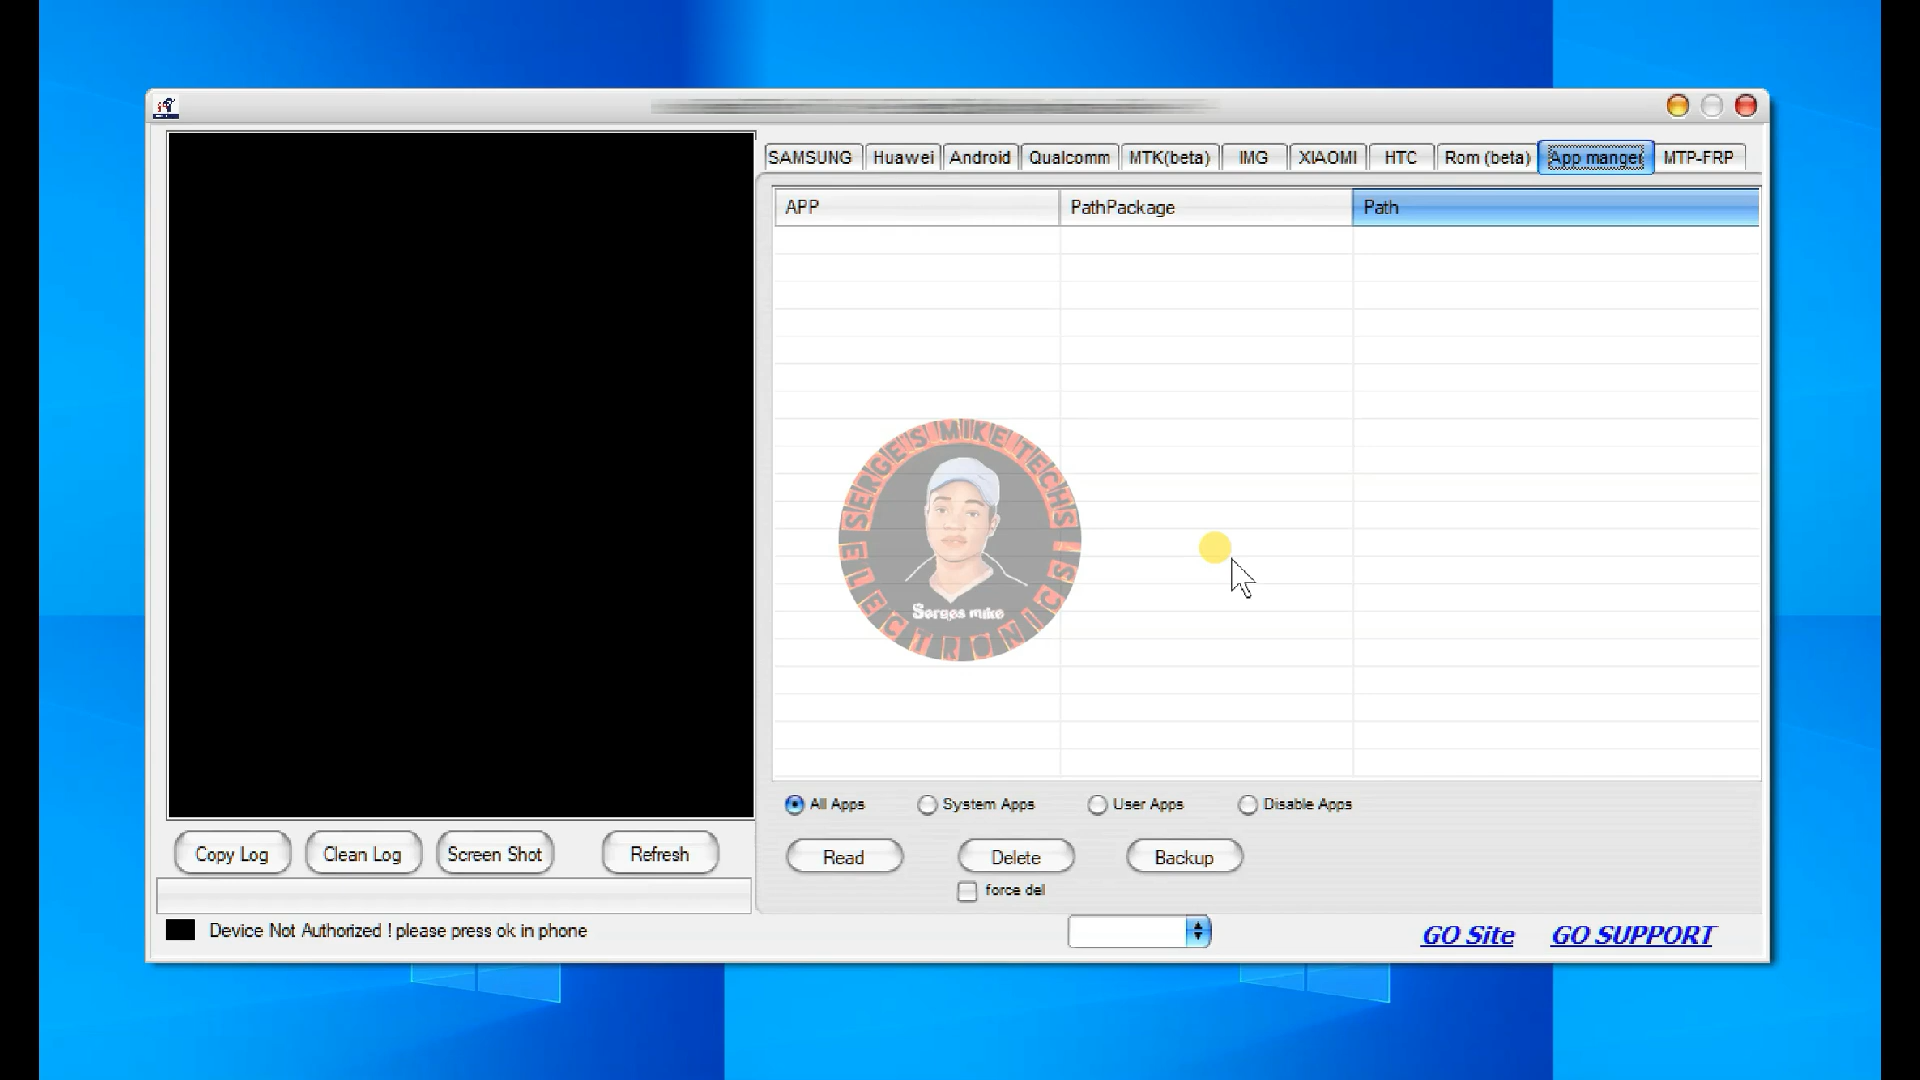 SAMSUNG Huawei Android Qualcomm MTK(beta) IMG XIAOMI HTC Rom (beta) App manger MTP-FRP
APP PathPackage Path
SERGE'S MIKE TECHS
ELECTRONICS
Serges mike
All Apps System Apps User Apps Disable Apps
Copy Log Clean Log Screen Shot Refresh Read Delete Backup
force del
Device Not Authorized ! please press ok in phone GO Site GO SUPPORT